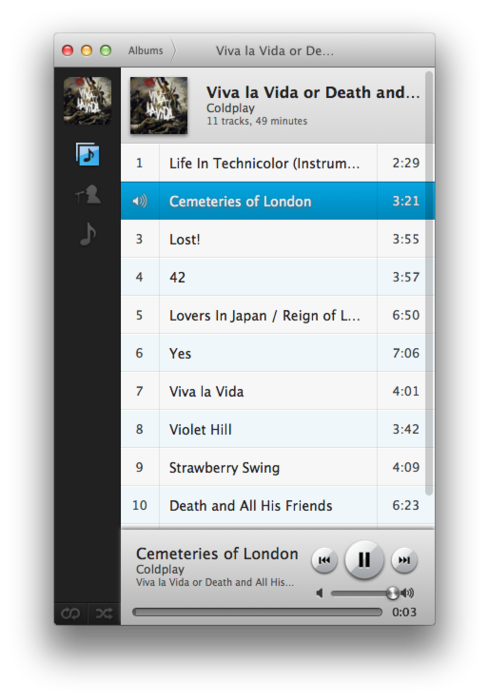 Albums
Viva la Vida or De...
Viva la Vida or Death and...
Coldplay
11 tracks, 49 minutes
1 Life In Technicolor (Instrum... 2:29
Cemeteries of London 3:21
3 Lost! 3:55
4 42 3:57
5 Lovers In Japan / Reign of L... 6:50
6 Yes 7:06
7 Viva la Vida 4:01
8 Violet Hill 3:42
9 Strawberry Swing 4:09
10 Death and All His Friends 6:23
Cemeteries of London
Coldplay
Viva la Vida or Death and All His...
0:03